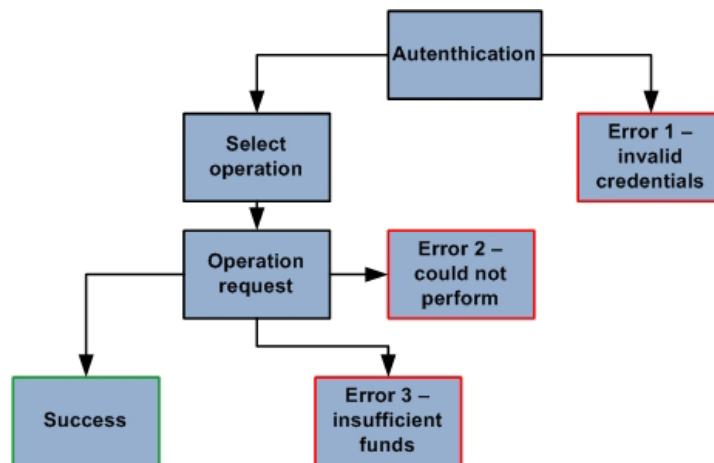 Autenthication
Select
operation
Error 1 –
invalid
credentials
Operation
request
Error 2 –
could not
perform
Success
Error 3 –
insufficient
funds